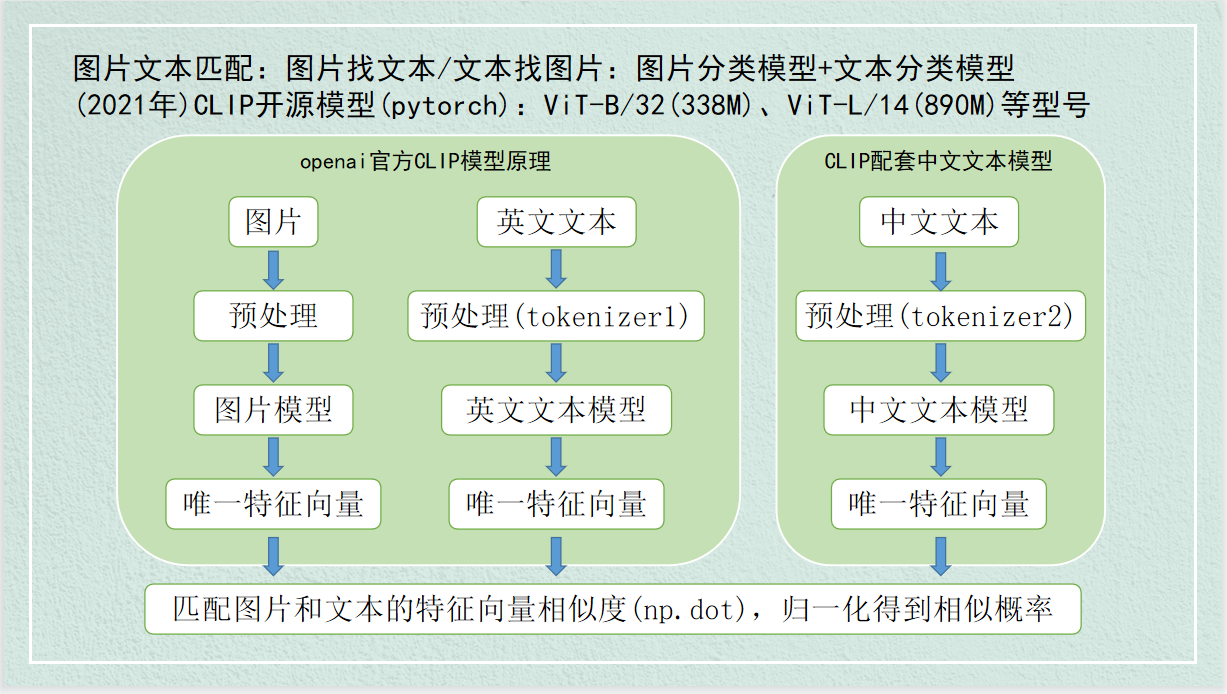 图片文本匹配：图片找文本/文本找图片：图片分类模型+文本分类模型
(2021年)CLIP开源模型(pytorch)：ViT-B/32(338M)、ViT-L/14(890M)等型号
openai官方CLIP模型原理
图片
预处理
图片模型
唯一特征向量
英文文本
预处理(tokenizer1)
英文文本模型
唯一特征向量
CLIP配套中文文本模型
中文文本
预处理(tokenizer2)
中文文本模型
唯一特征向量
匹配图片和文本的特征向量相似度(np.dot)，归一化得到相似概率